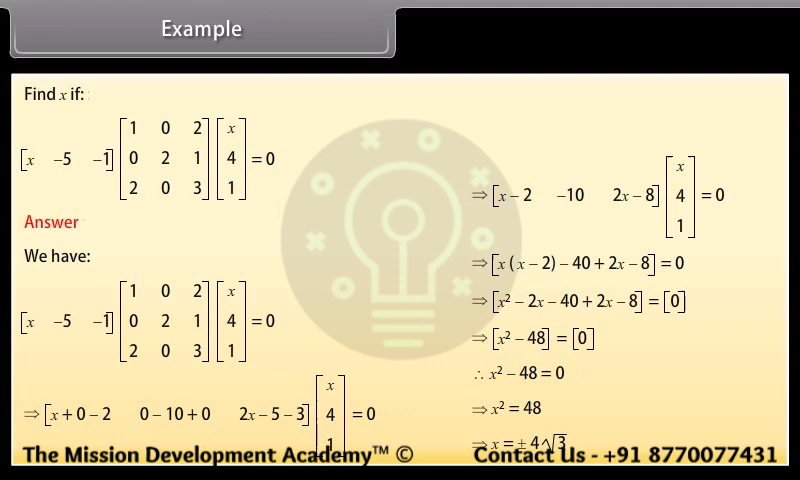 Example
Find x if:
[x −5 −1] [1 0 2; 0 2 1; 2 0 3] [x; 4; 1] = 0
Answer
We have:
[x −5 −1] [1 0 2; 0 2 1; 2 0 3] [x; 4; 1] = 0
⇒ [x + 0 − 2 0 − 10 + 0 2x − 5 − 3] [x; 4; 1] = 0
⇒ [x − 2 −10 2x − 8] [x; 4; 1] = 0
⇒ [x (x − 2) − 40 + 2x − 8] = 0
⇒ [x² − 2x − 40 + 2x − 8] = [0]
⇒ [x² − 48] = [0]
∴ x² − 48 = 0
⇒ x² = 48
⇒ x = ± 4√3
The Mission Development Academy™ © Contact Us - +91 8770077431